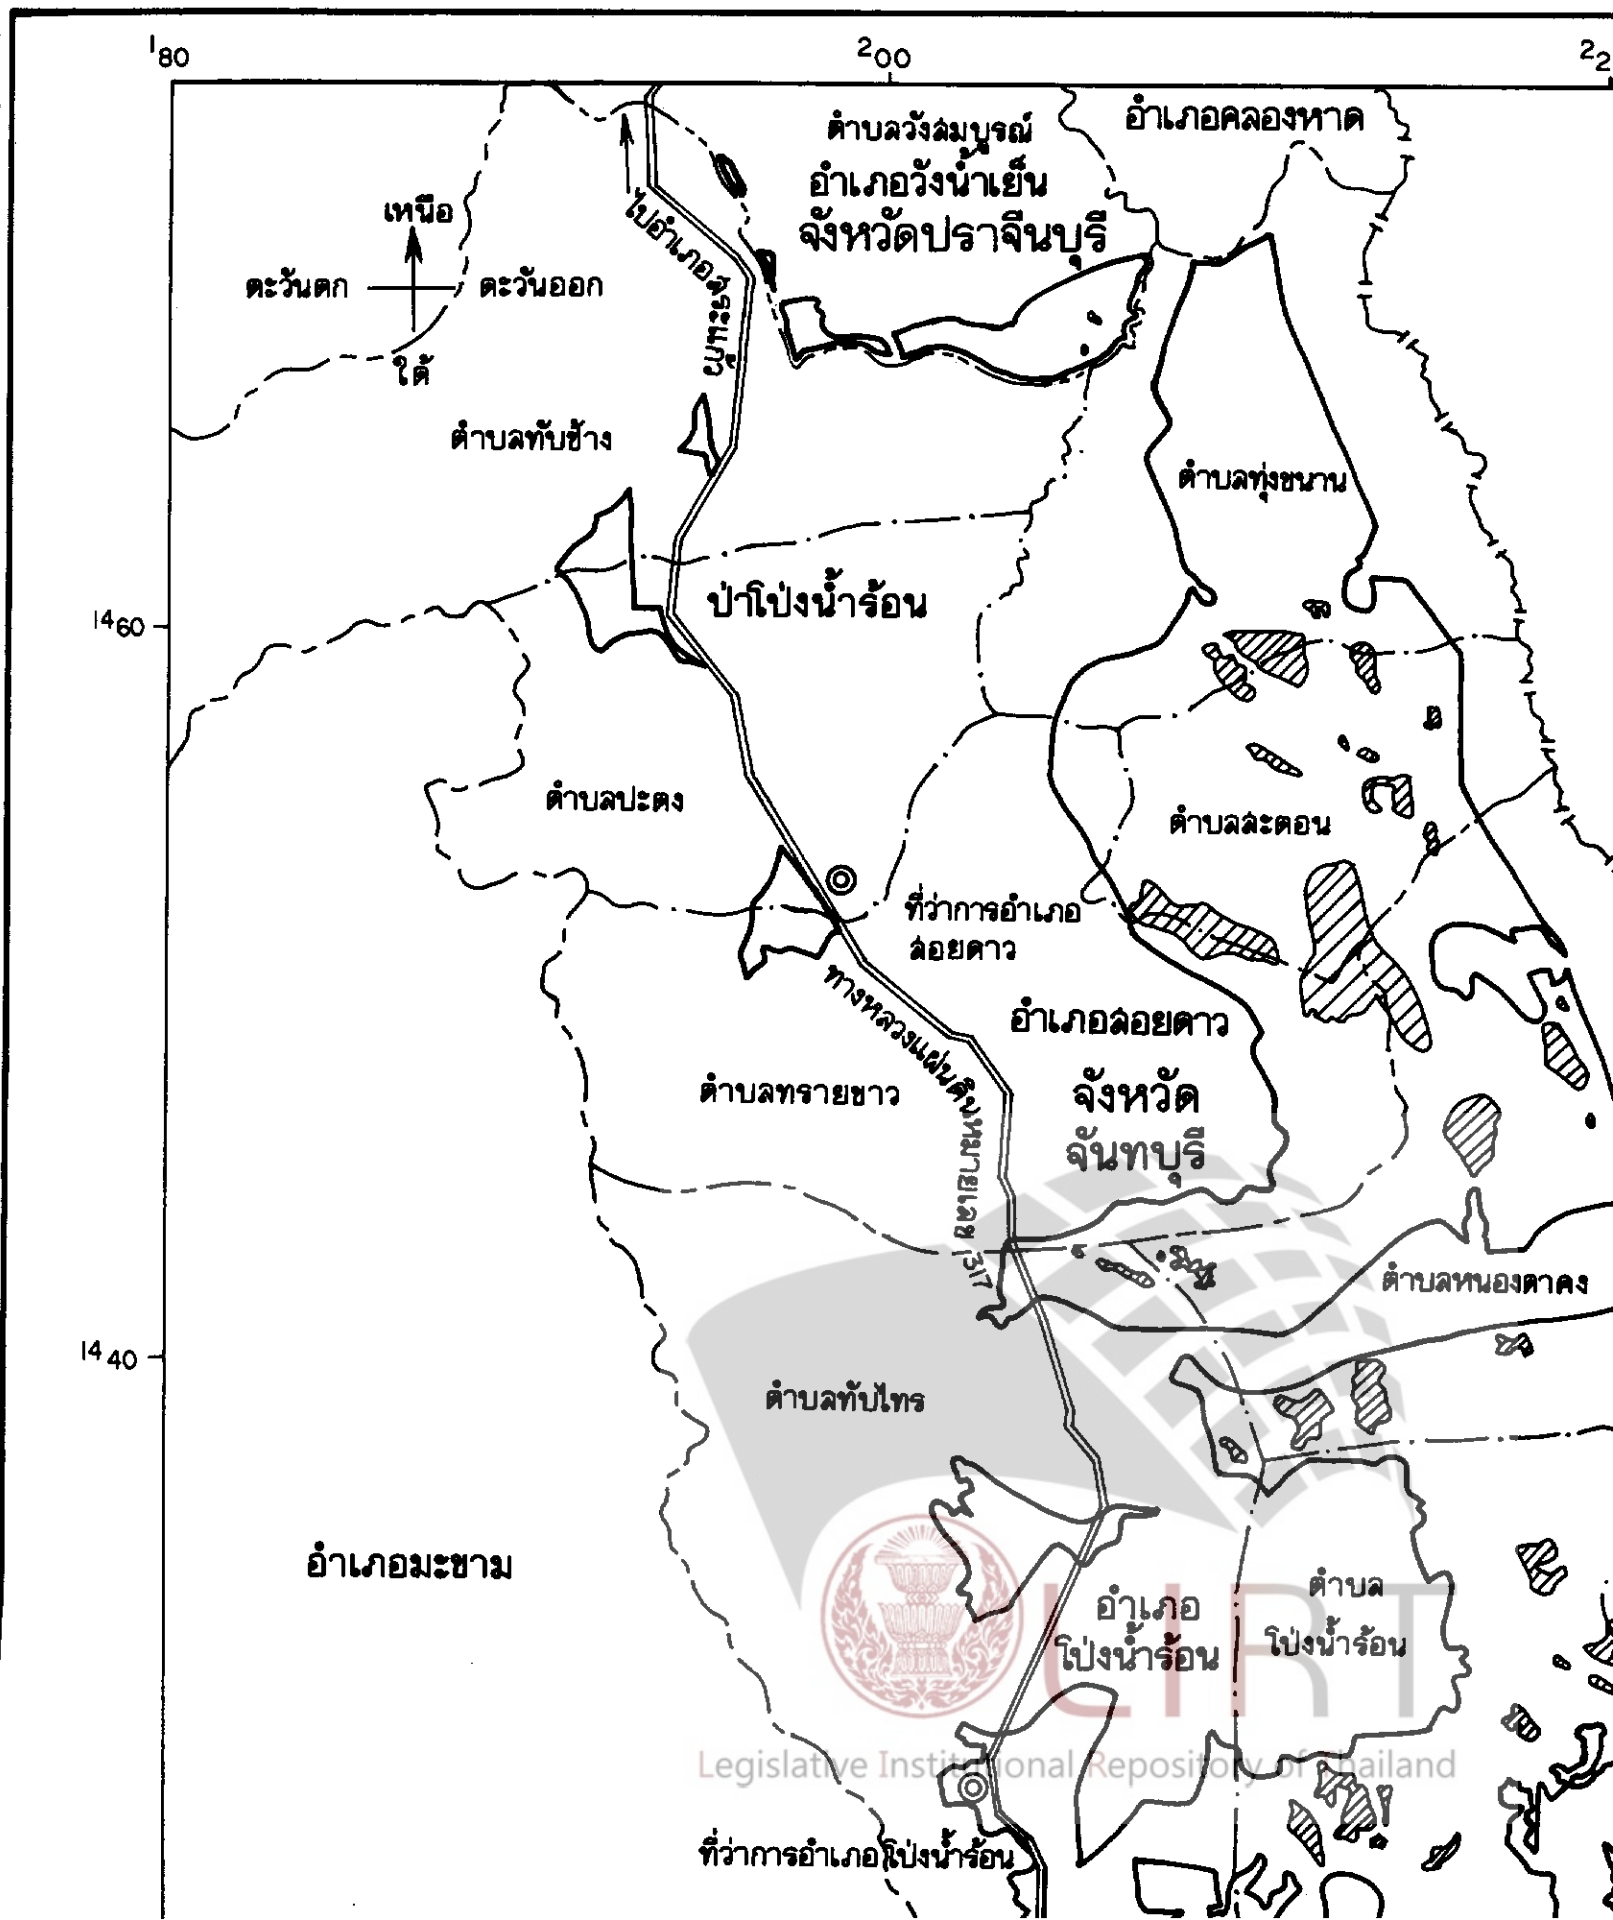 180
200
22
ตำบลวังสมบูรณ์
อำเภอวังน้ำเย็น
จังหวัดปราจีนบุรี
อำเภอคลองหาด
เหนือ
ตะวันตก
ตะวันออก
ใต้
ไปอำเภอสระแก้ว
ตำบลทับช้าง
ตำบลทุ่งขนาน
1460
ป่าโป่งน้ำร้อน
ตำบลปะตง
ตำบลสะตอน
ที่ว่าการอำเภอ
สอยดาว
ทางหลวงแผ่นดินหมายเลข 317
อำเภอสอยดาว
จังหวัด
จันทบุรี
ตำบลทรายขาว
ตำบลหนองตาคง
1440
ตำบลทับไทร
อำเภอมะขาม
อำเภอ
โป่งน้ำร้อน
ตำบล
โป่งน้ำร้อน
LIRT
Legislative Institutional Repository of Thailand
ที่ว่าการอำเภอโป่งน้ำร้อน